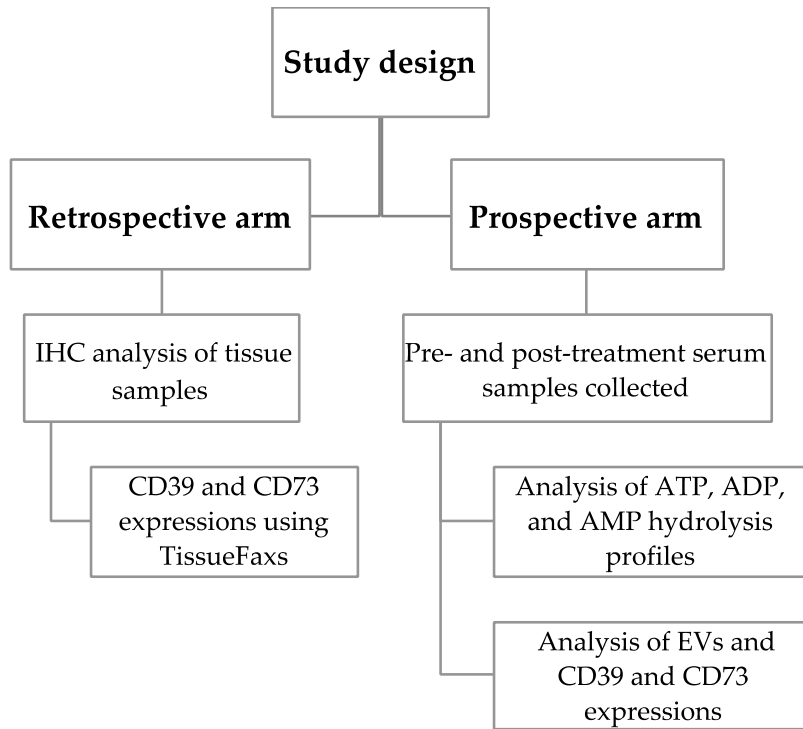 Study design
Retrospective arm
Prospective arm
IHC analysis of tissue
samples
Pre- and post-treatment serum
samples collected
CD39 and CD73
expressions using
TissueFaxs
Analysis of ATP, ADP,
and AMP hydrolysis
profiles
Analysis of EVs and
CD39 and CD73
expressions